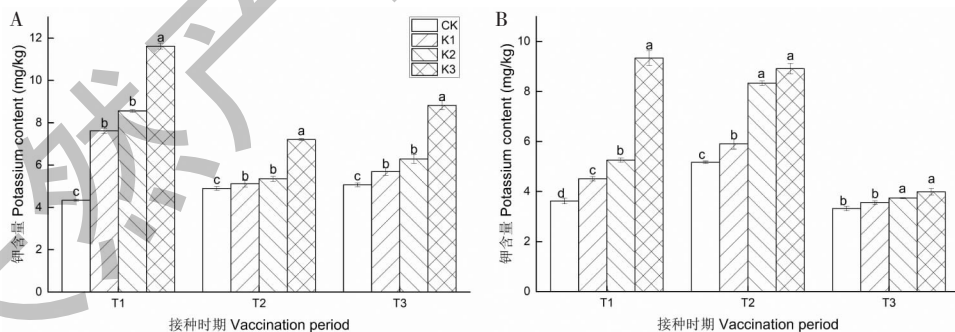 A
钾含量 Potassium content (mg/kg)
12
10
8
6
4
2
0
c
b
b
a
c
b
b
a
c
b
b
a
CK
K1
K2
K3
T1
T2
T3
接种时期 Vaccination period
B
钾含量 Potassium content (mg/kg)
10
8
6
4
2
0
d
c
b
a
c
b
a
a
b
b
a
a
T1
T2
T3
接种时期 Vaccination period